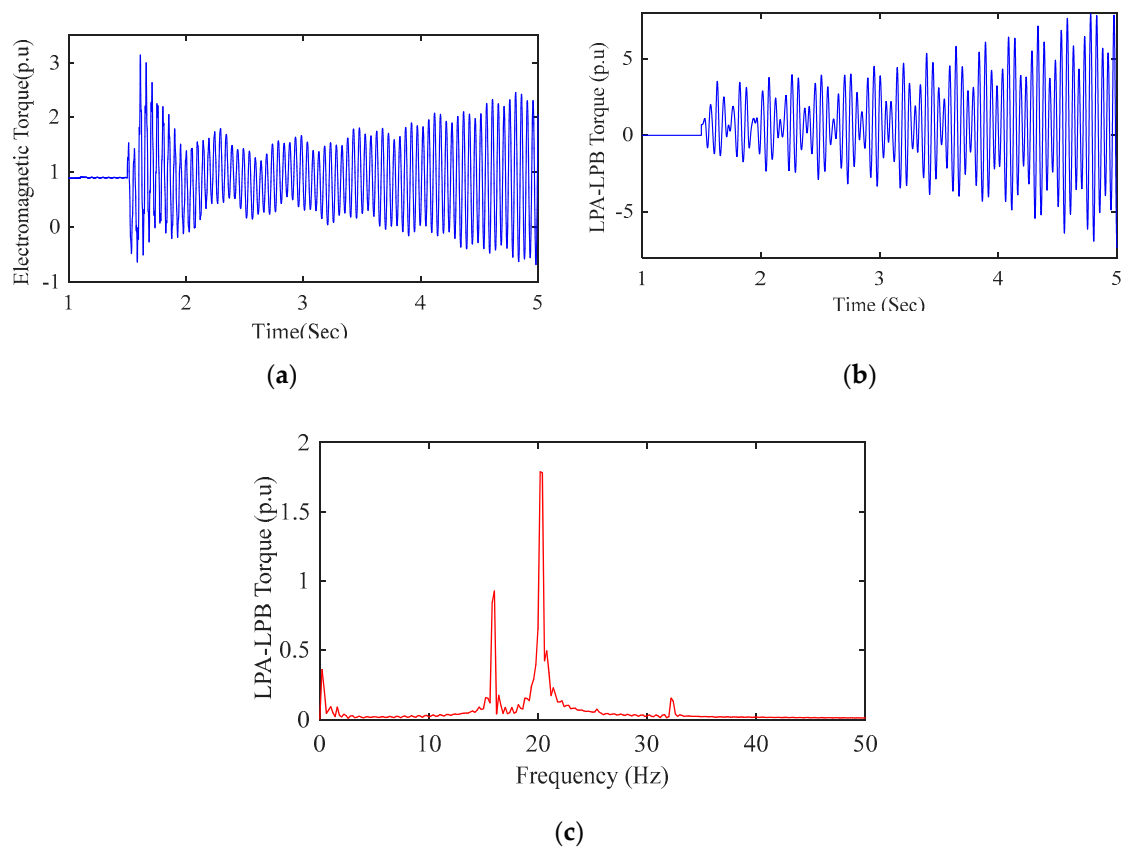 Electromagnetic Torque(p.u)
3
2
1
0
-1
1 2 3 4 5
Time(Sec)
(a)
LPA-LPB Torque (p.u)
5
0
-5
1 2 3 4 5
Time (Sec)
(b)
LPA-LPB Torque (p.u)
2
1.5
1
0.5
0
0 10 20 30 40 50
Frequency (Hz)
(c)